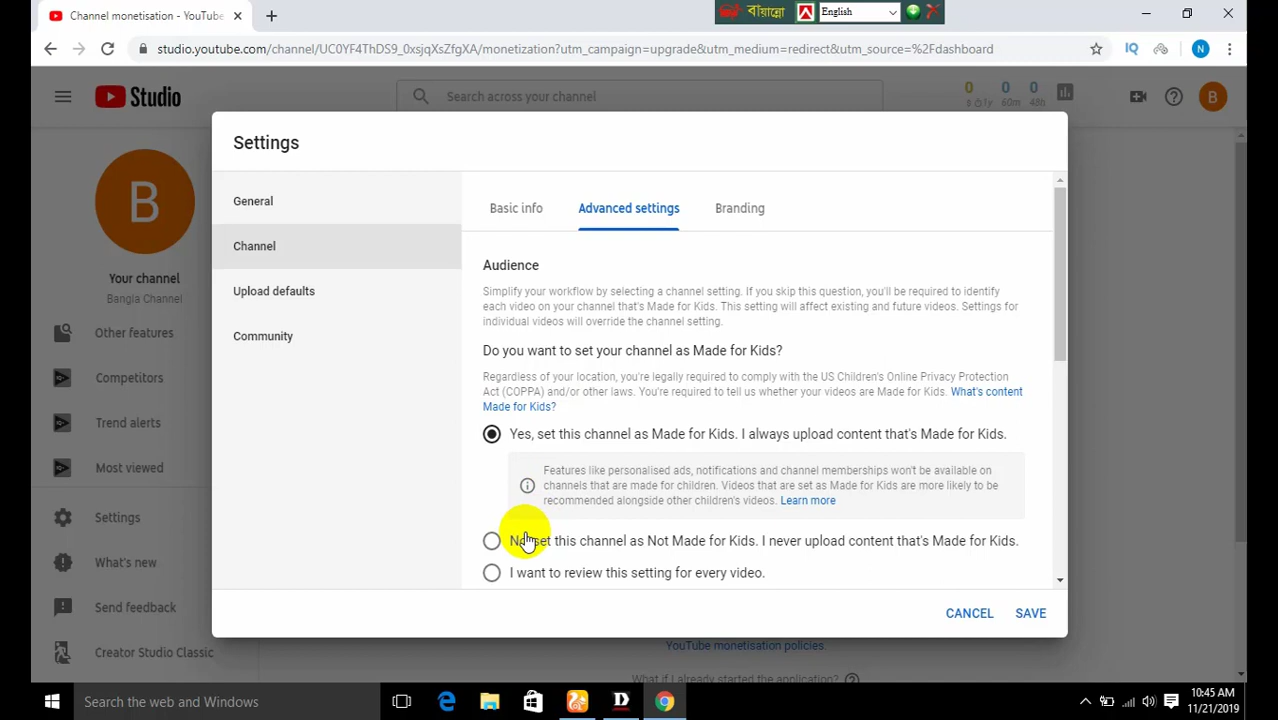 Channel monetisation - YouTube
বায়ান্নো
English
studio.youtube.com/channel/UC0YF4ThDS9_0xsjqXsZfgXA/monetization?utm_campaign=upgrade&utm_medium=redirect&utm_source=%2Fdashboard
IQ
N
Studio
Search across your channel
0 0 0
60m 48h
B
B
Your channel
Bangla Channel
Other features
Competitors
Trend alerts
Most viewed
Settings
What's new
Send feedback
Creator Studio Classic
Settings
General
Channel
Upload defaults
Community
Basic info
Advanced settings
Branding
Audience
Simplify your workflow by selecting a channel setting. If you skip this question, you'll be required to identify
each video on your channel that's Made for Kids. This setting will affect existing and future videos. Settings for
individual videos will override the channel setting.
Do you want to set your channel as Made for Kids?
Regardless of your location, you're legally required to comply with the US Children's Online Privacy Protection
Act (COPPA) and/or other laws. You're required to tell us whether your videos are Made for Kids. What's content
Made for Kids?
Yes, set this channel as Made for Kids. I always upload content that's Made for Kids.
Features like personalised ads, notifications and channel memberships won't be available on
channels that are made for children. Videos that are set as Made for Kids are more likely to be
recommended alongside other children's videos. Learn more
set this channel as Not Made for Kids. I never upload content that's Made for Kids.
I want to review this setting for every video.
CANCEL
SAVE
YouTube monetisation policies.
What if I already started the application?
Search the web and Windows
10:45 AM
11/21/2019